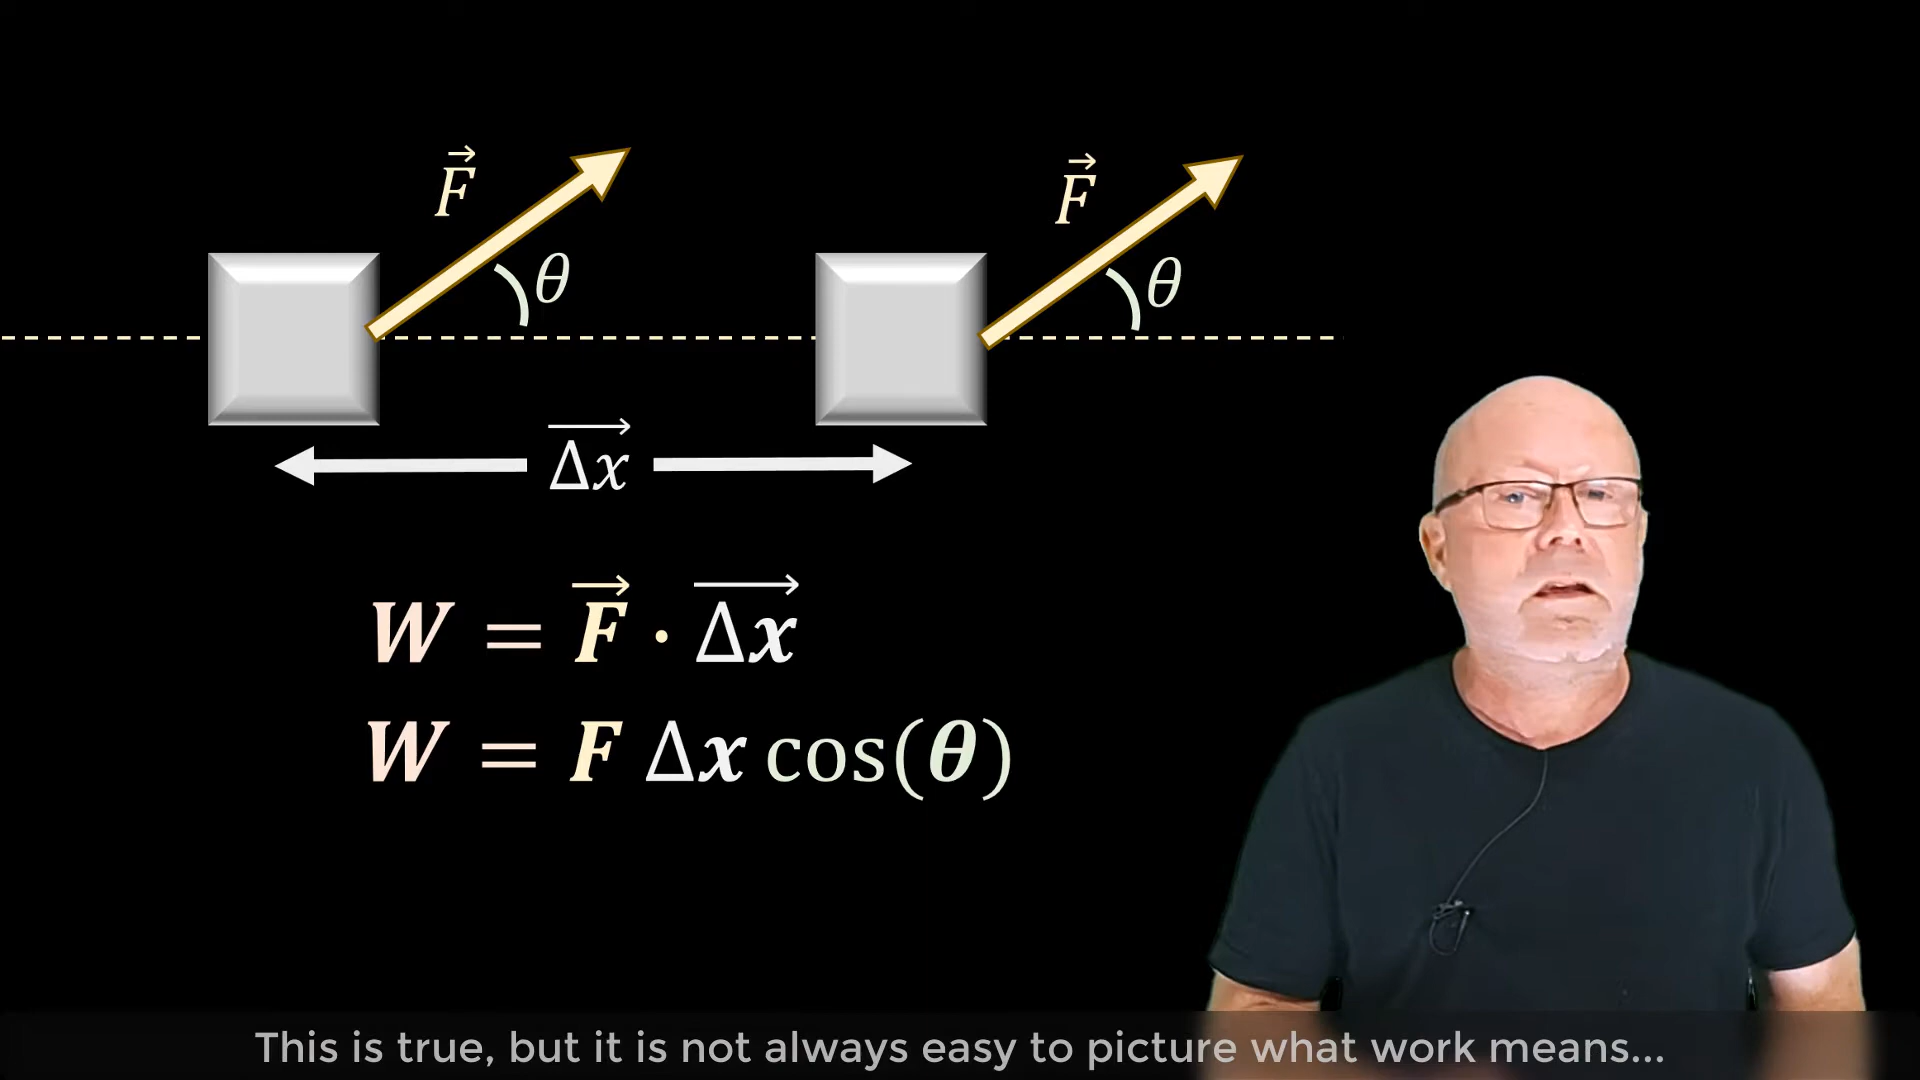 F⃗ F⃗
θ θ
Δx⃗
W = F⃗ · Δx⃗
W = F Δx cos(θ)
This is true, but it is not always easy to picture what work means...